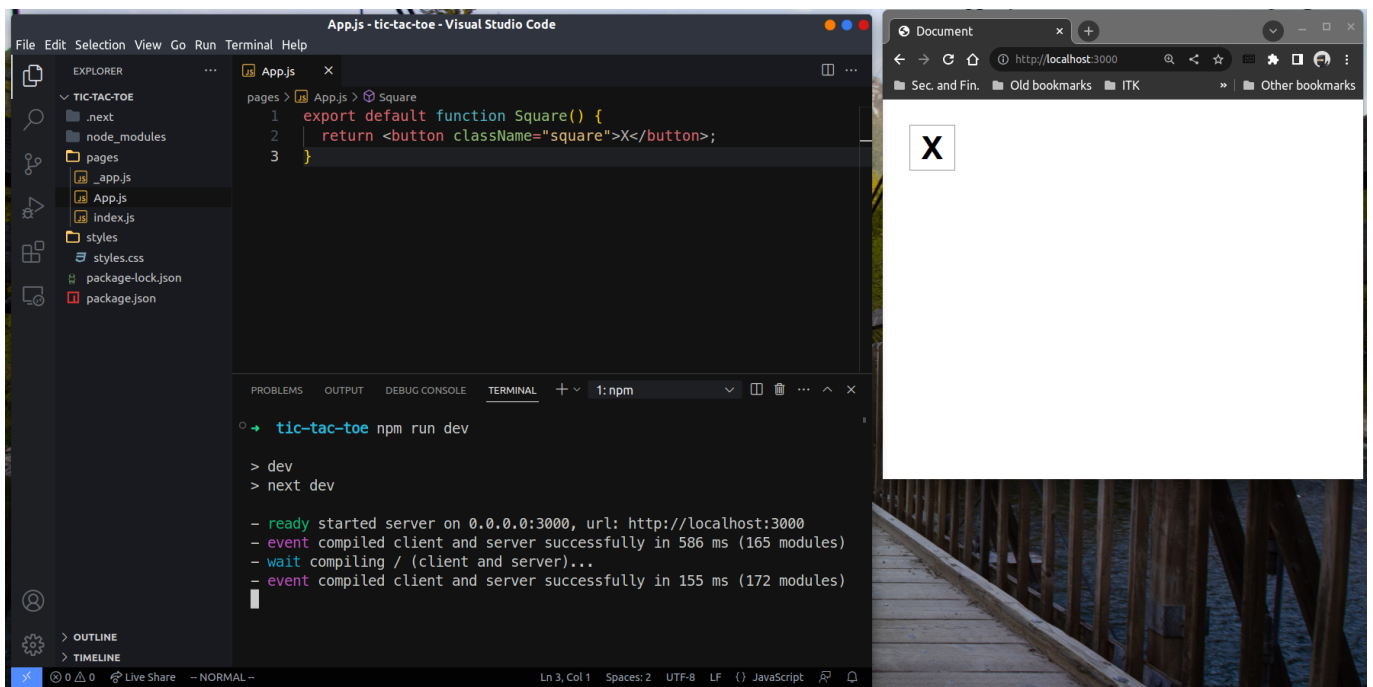 App.js - tic-tac-toe - Visual Studio Code
File Edit Selection View Go Run Terminal Help
EXPLORER
TIC-TAC-TOE
.next
node_modules
pages
JS _app.js
JS App.js
JS index.js
styles
styles.css
package-lock.json
package.json
OUTLINE
TIMELINE
JS App.js ×
pages > JS App.js > Square
1 export default function Square() {
2 return <button className="square">X</button>;
3 }
PROBLEMS OUTPUT DEBUG CONSOLE TERMINAL 1: npm
→ tic-tac-toe npm run dev
> dev
> next dev
- ready started server on 0.0.0.0:3000, url: http://localhost:3000
- event compiled client and server successfully in 586 ms (165 modules)
- wait compiling / (client and server)...
- event compiled client and server successfully in 155 ms (172 modules)
0 0 Live Share -- NORMAL -- Ln 3, Col 1 Spaces: 2 UTF-8 LF {} JavaScript
Document
http://localhost:3000
Sec. and Fin. Old bookmarks ITK » Other bookmarks
X